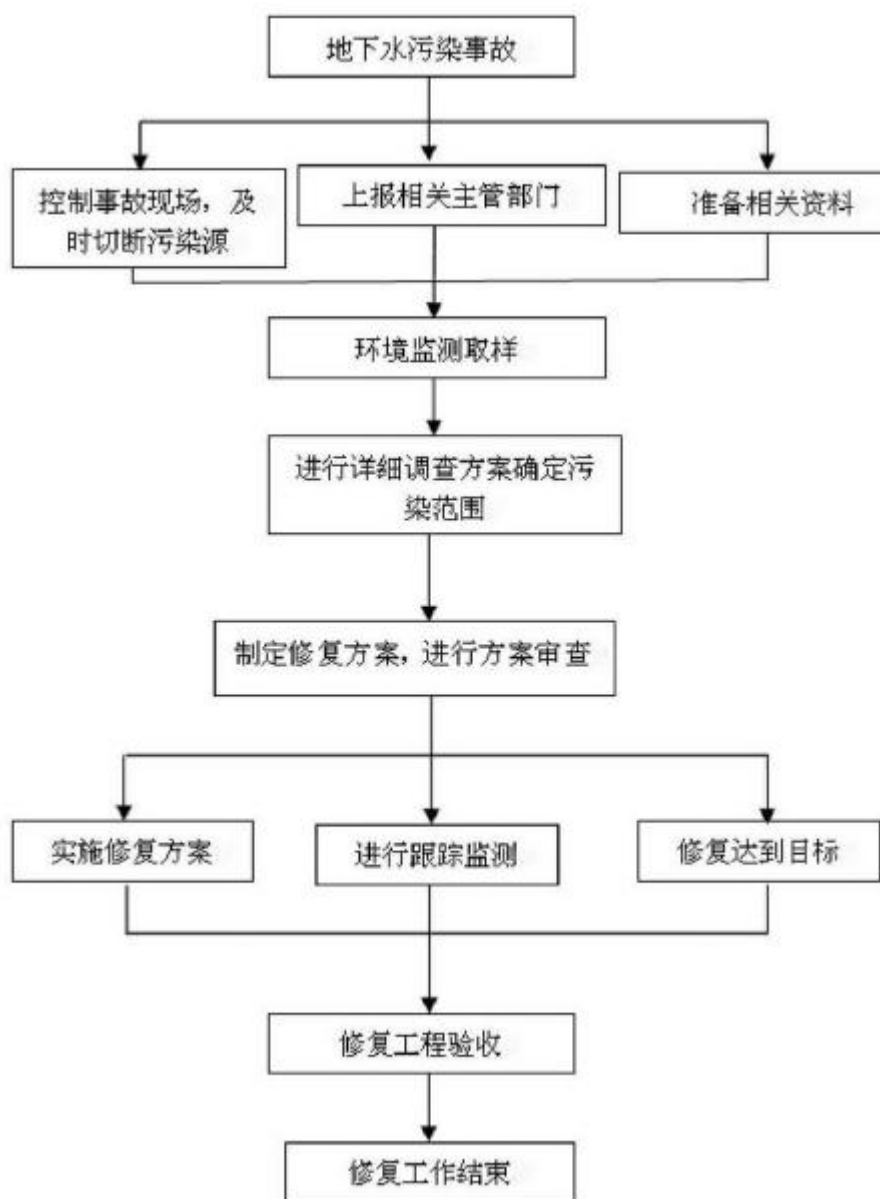 地下水污染事故
控制事故现场，及
时切断污染源
上报相关主管部门
准备相关资料
环境监测取样
进行详细调查方案确定污
染范围
制定修复方案，进行方案审查
实施修复方案
进行跟踪监测
修复达到目标
修复工程验收
修复工作结束